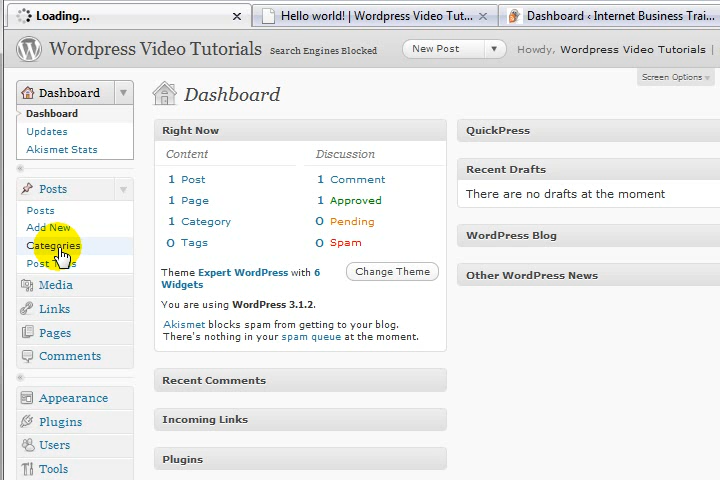 Loading...
Hello world! | Wordpress Video Tut...
Dashboard ‹ Internet Business Trai...
Wordpress Video Tutorials
Search Engines Blocked
New Post
Howdy, Wordpress Video Tutorials |
Screen Options
Dashboard
Dashboard
Updates
Akismet Stats
Posts
Posts
Add New
Categories
Post
Media
Links
Pages
Comments
Appearance
Plugins
Users
Tools
Dashboard
Right Now
Content
1 Post
1 Page
1 Category
0 Tags
Discussion
1 Comment
1 Approved
0 Pending
0 Spam
Theme Expert WordPress with 6
Widgets
Change Theme
You are using WordPress 3.1.2.
Akismet blocks spam from getting to your blog.
There's nothing in your spam queue at the moment.
Recent Comments
Incoming Links
Plugins
QuickPress
Recent Drafts
There are no drafts at the moment
WordPress Blog
Other WordPress News